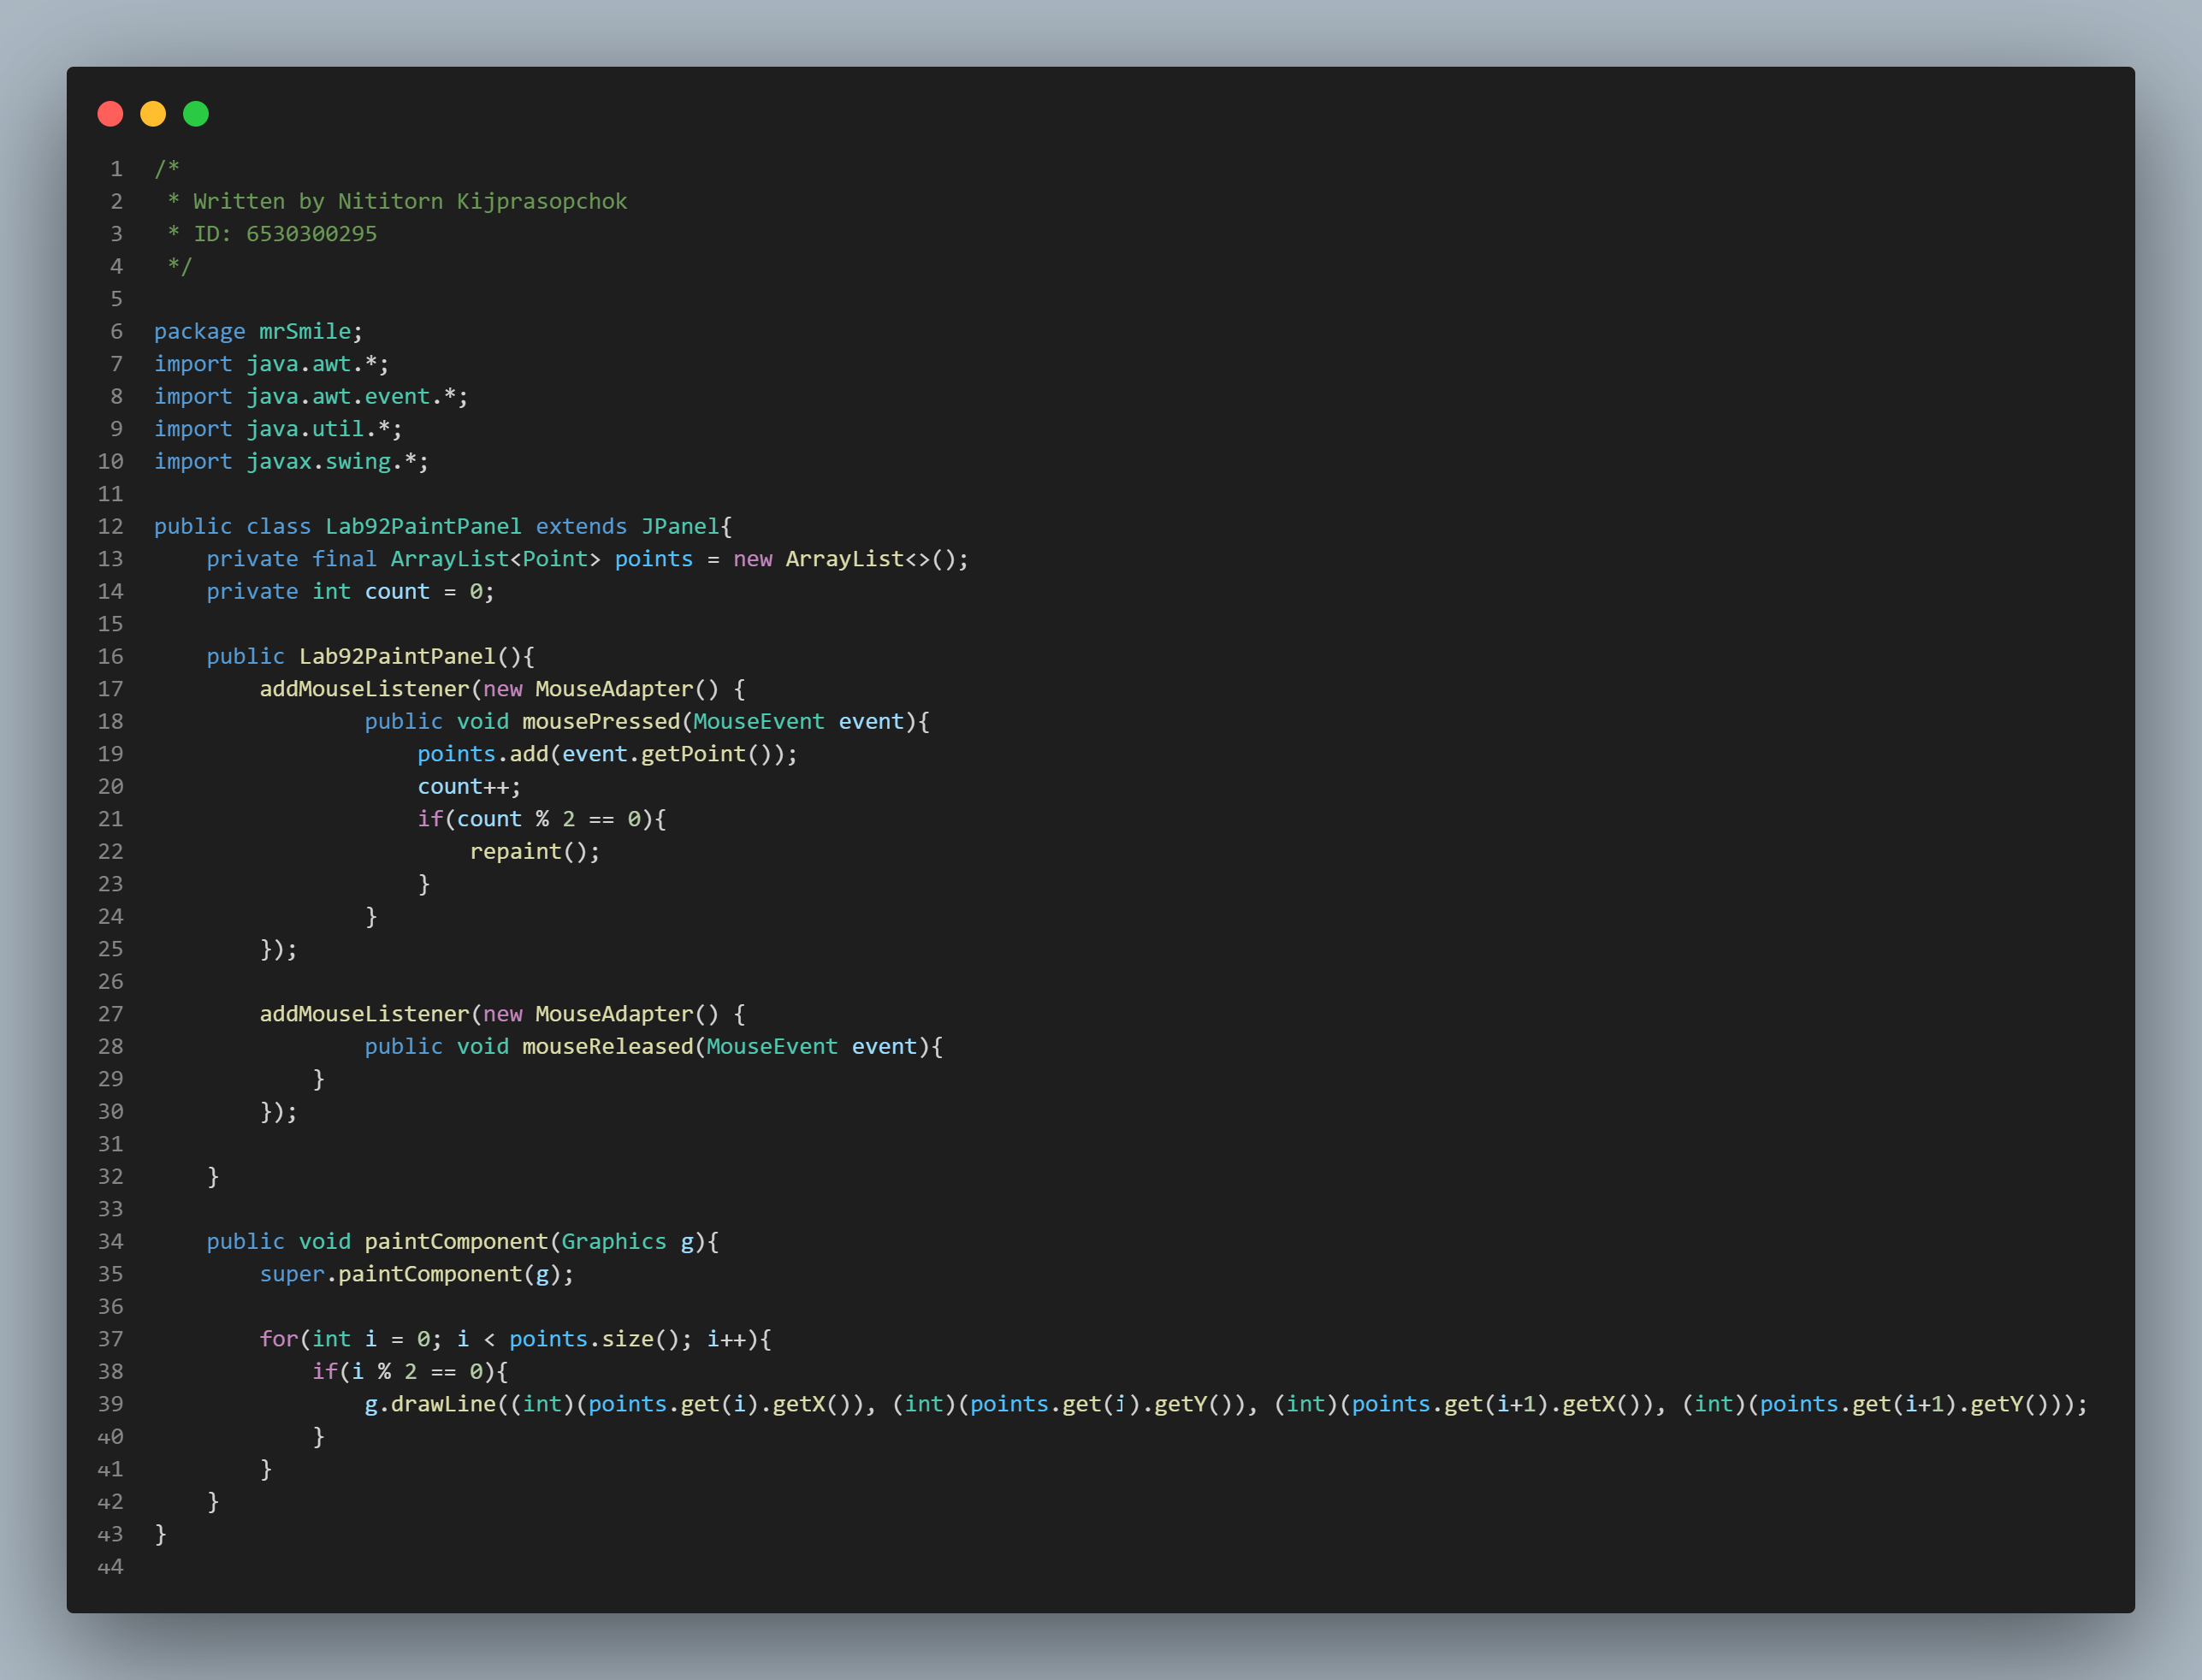 1 /*
2  * Written by Nititorn Kijprasopchok
3  * ID: 6530300295
4  */
5
6 package mrSmile;
7 import java.awt.*;
8 import java.awt.event.*;
9 import java.util.*;
10 import javax.swing.*;
11
12 public class Lab92PaintPanel extends JPanel{
13     private final ArrayList<Point> points = new ArrayList<>();
14     private int count = 0;
15
16     public Lab92PaintPanel(){
17         addMouseListener(new MouseAdapter() {
18                 public void mousePressed(MouseEvent event){
19                     points.add(event.getPoint());
20                     count++;
21                     if(count % 2 == 0){
22                         repaint();
23                     }
24                 }
25         });
26
27         addMouseListener(new MouseAdapter() {
28                 public void mouseReleased(MouseEvent event){
29             }
30         });
31
32     }
33
34     public void paintComponent(Graphics g){
35         super.paintComponent(g);
36
37         for(int i = 0; i < points.size(); i++){
38             if(i % 2 == 0){
39                 g.drawLine((int)(points.get(i).getX()), (int)(points.get(i).getY()), (int)(points.get(i+1).getX()), (int)(points.get(i+1).getY()));
40             }
41         }
42     }
43 }
44